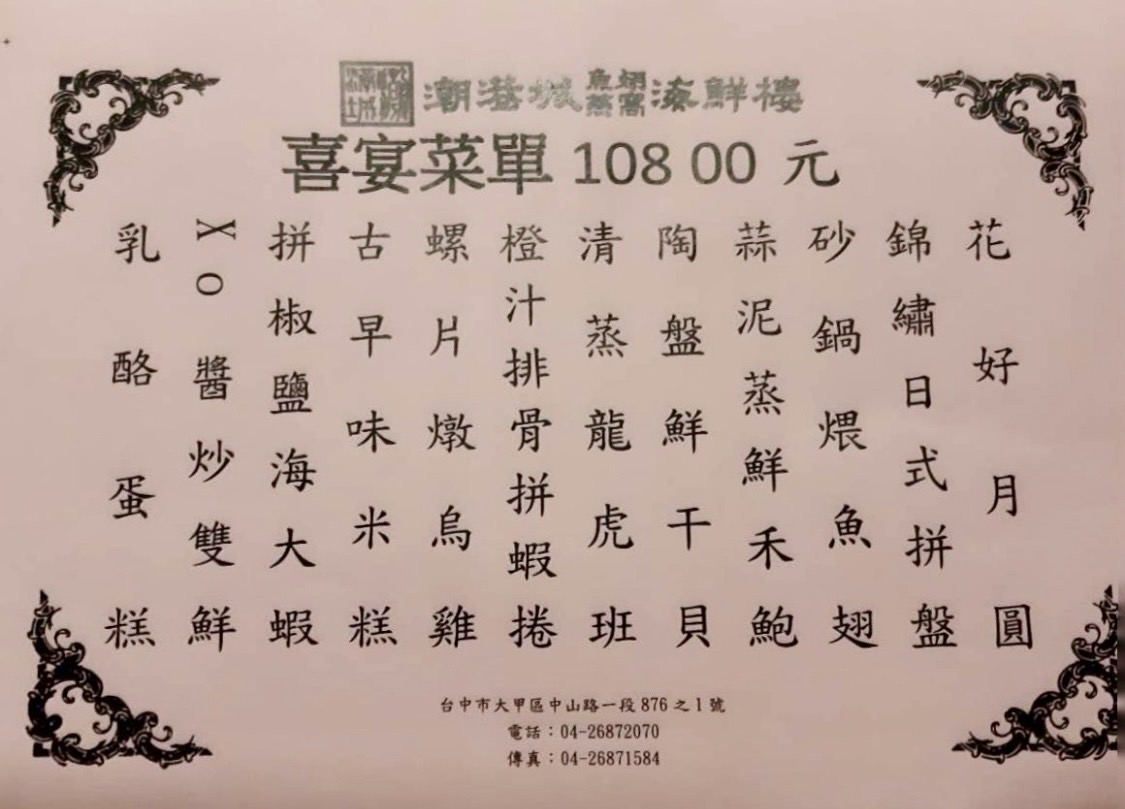 潮港城魚翅燕窩海鮮樓
喜宴菜單 108 00 元
花好月圓
錦繡日式拼盤
砂鍋煨魚翅
蒜泥蒸鮮禾鮑
陶盤鮮干貝
清蒸龍虎班
橙汁排骨拼蝦捲
螺片燉烏雞
古早味米糕
拼椒鹽海大蝦
Xo醬炒雙鮮
乳酪蛋糕
台中市大甲區中山路一段876之1號
電話：04-26872070
傳真：04-26871584